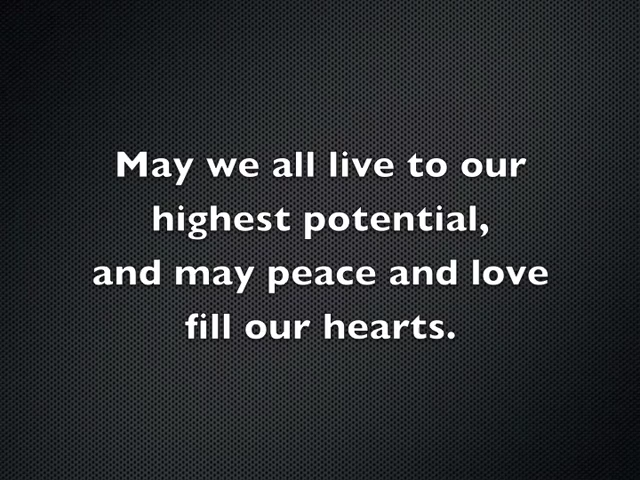 May we all live to our
highest potential,
and may peace and love
fill our hearts.